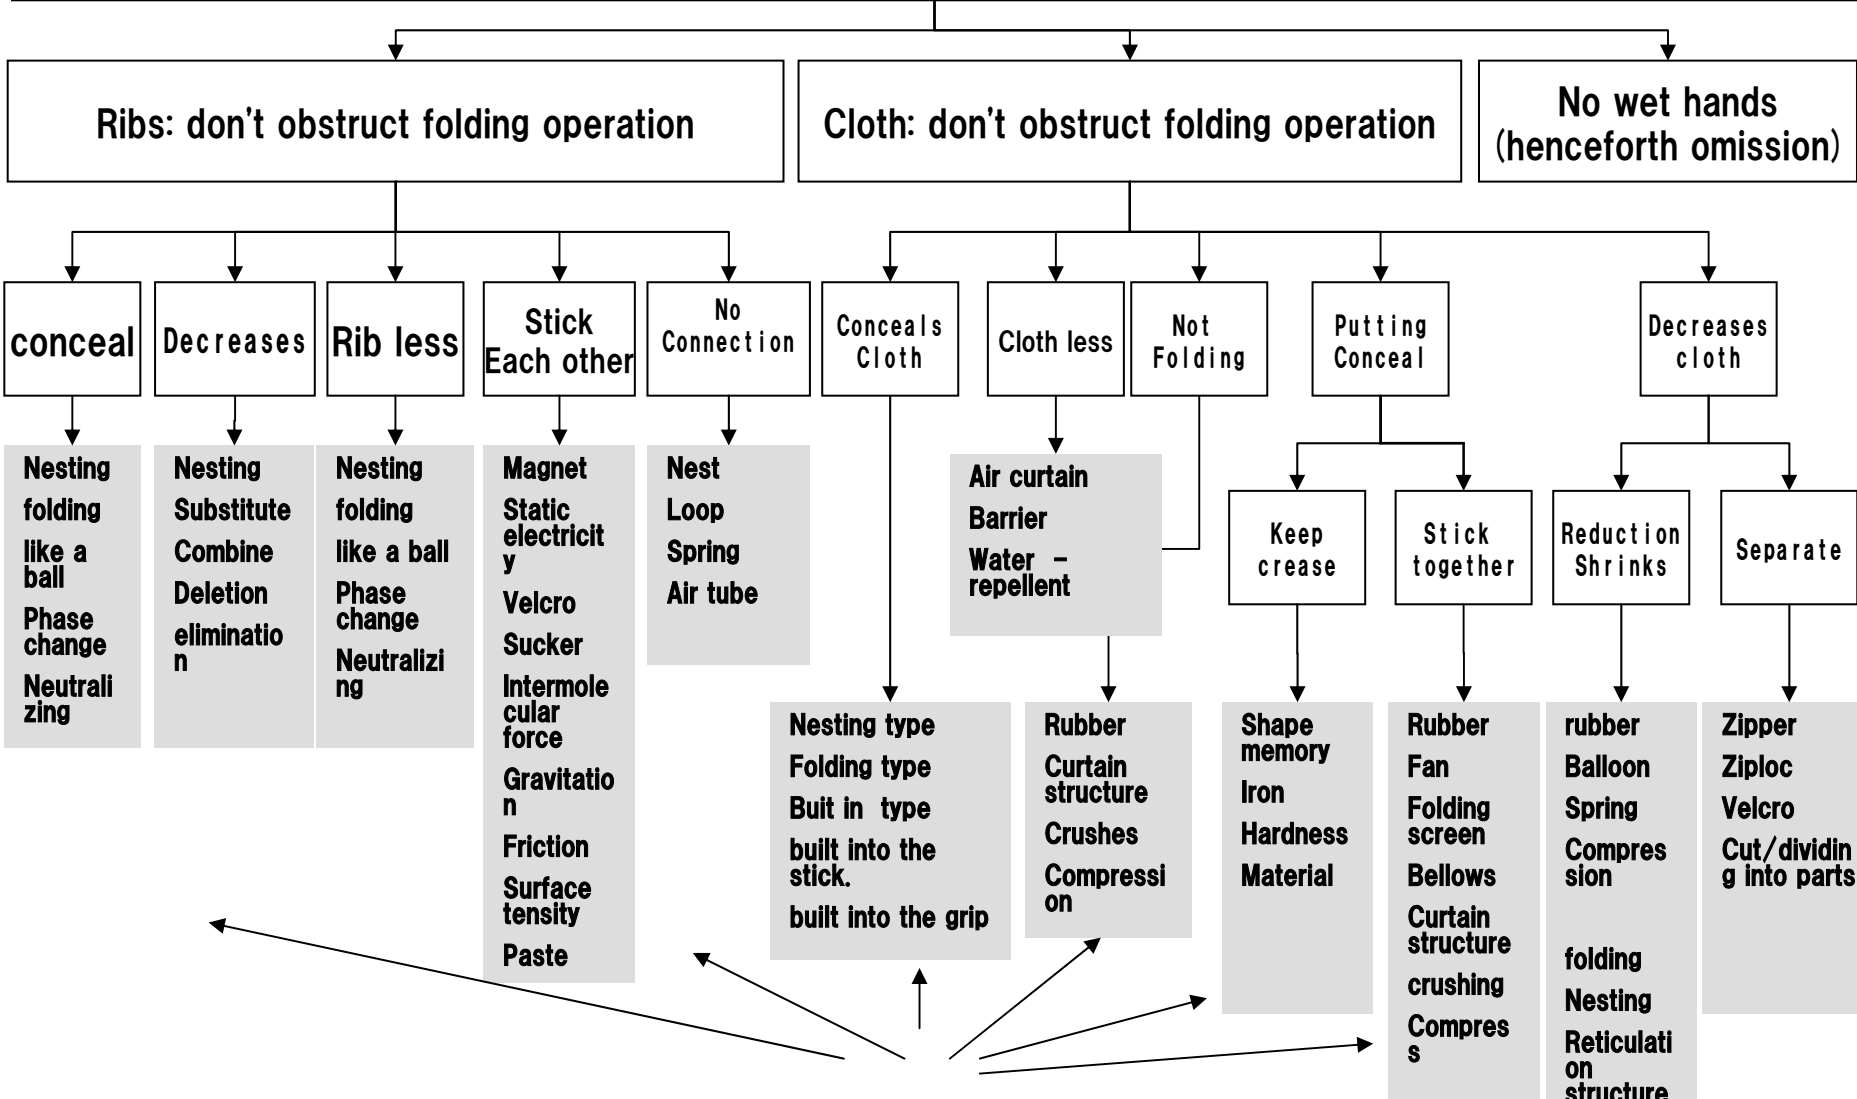 Ribs: don't obstruct folding operation
Cloth: don't obstruct folding operation
No wet hands
(henceforth omission)
conceal
Decreases
Rib less
Stick
Each other
No
Connection
Conceals
Cloth
Cloth less
Not
Folding
Putting
Conceal
Decreases
cloth
Nesting
folding
like a
ball
Phase
change
Neutrali
zing
Nesting
Substitute
Combine
Deletion
eliminatio
n
Nesting
folding
like a ball
Phase
change
Neutralizi
ng
Magnet
Static
electricit
y
Velcro
Sucker
Intermole
cular
force
Gravitatio
n
Friction
Surface
tensity
Paste
Nest
Loop
Spring
Air tube
Air curtain
Barrier
Water －
repellent
Keep
crease
Stick
together
Reduction
Shrinks
Separate
Nesting type
Folding type
Buit in type
built into the
stick.
built into the grip
Rubber
Curtain
structure
Crushes
Compressi
on
Shape
memory
Iron
Hardness
Material
Rubber
Fan
Folding
screen
Bellows
Curtain
structure
crushing
Compres
s
rubber
Balloon
Spring
Compres
sion
folding
Nesting
Reticulati
on
structure
Zipper
Ziploc
Velcro
Cut/dividin
g into parts